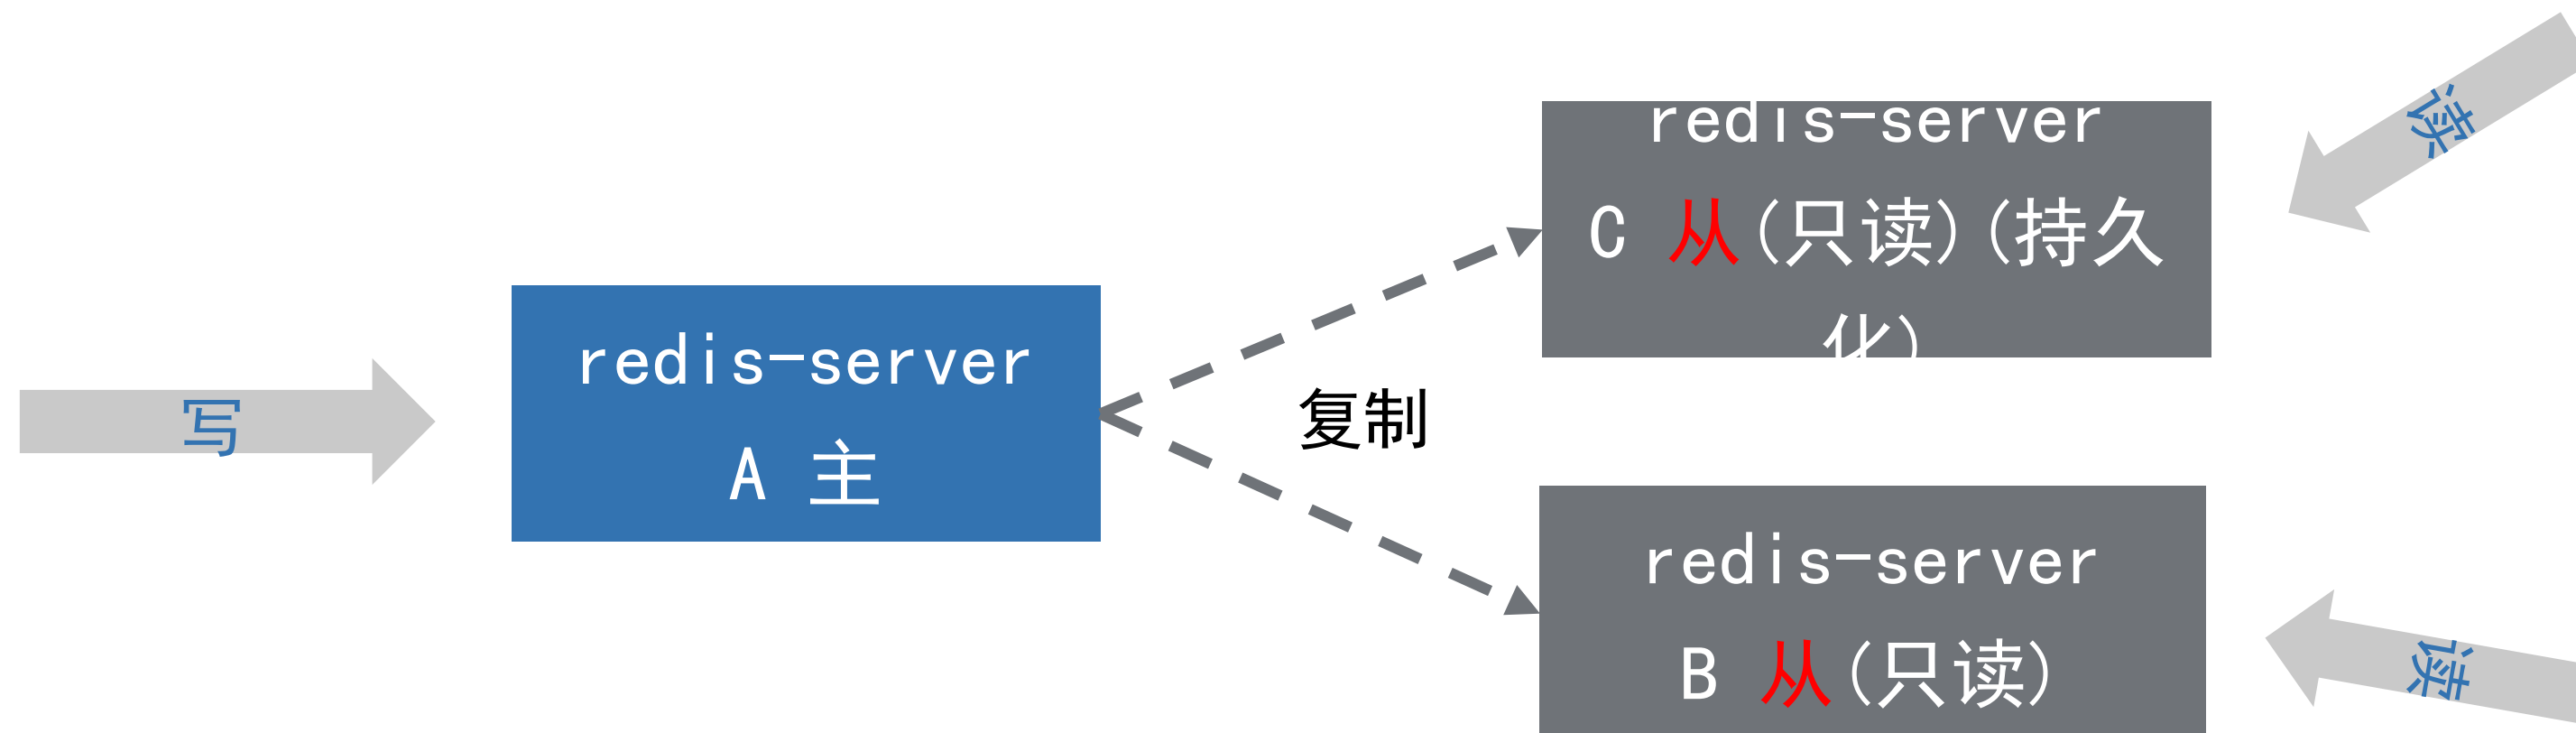 写
redis-server
A 主
复制
redis-server
C 从(只读)(持久
化)
redis-server
B 从(只读)
读
读